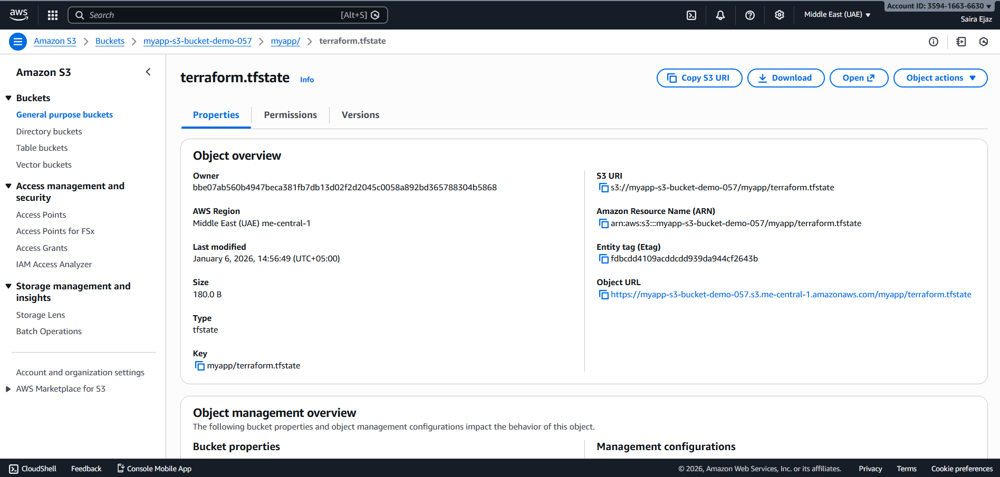 aws
Search [Alt+S]
Middle East (UAE)
Account ID: 3594-1663-6630
Saira Ejaz
Amazon S3
Buckets
myapp-s3-bucket-demo-057
myapp/
terraform.tfstate
Amazon S3
Buckets
General purpose buckets
Directory buckets
Table buckets
Vector buckets
Access management and
security
Access Points
Access Points for FSx
Access Grants
IAM Access Analyzer
Storage management and
insights
Storage Lens
Batch Operations
Account and organization settings
AWS Marketplace for S3
terraform.tfstate Info
Copy S3 URI
Download
Open
Object actions
Properties
Permissions
Versions
Object overview
Owner
bbe07ab560b4947beca381fb7db13d02f2d2045c0058a892bd365788304b5868
AWS Region
Middle East (UAE) me-central-1
Last modified
January 6, 2026, 14:56:49 (UTC+05:00)
Size
180.0 B
Type
tfstate
Key
myapp/terraform.tfstate
S3 URI
s3://myapp-s3-bucket-demo-057/myapp/terraform.tfstate
Amazon Resource Name (ARN)
arn:aws:s3:::myapp-s3-bucket-demo-057/myapp/terraform.tfstate
Entity tag (Etag)
fdbcdd4109acddcdd939da944cf2643b
Object URL
https://myapp-s3-bucket-demo-057.s3.me-central-1.amazonaws.com/myapp/terraform.tfstate
Object management overview
The following bucket properties and object management configurations impact the behavior of this object.
Bucket properties
Management configurations
CloudShell
Feedback
Console Mobile App
© 2026, Amazon Web Services, Inc. or its affiliates.
Privacy
Terms
Cookie preferences